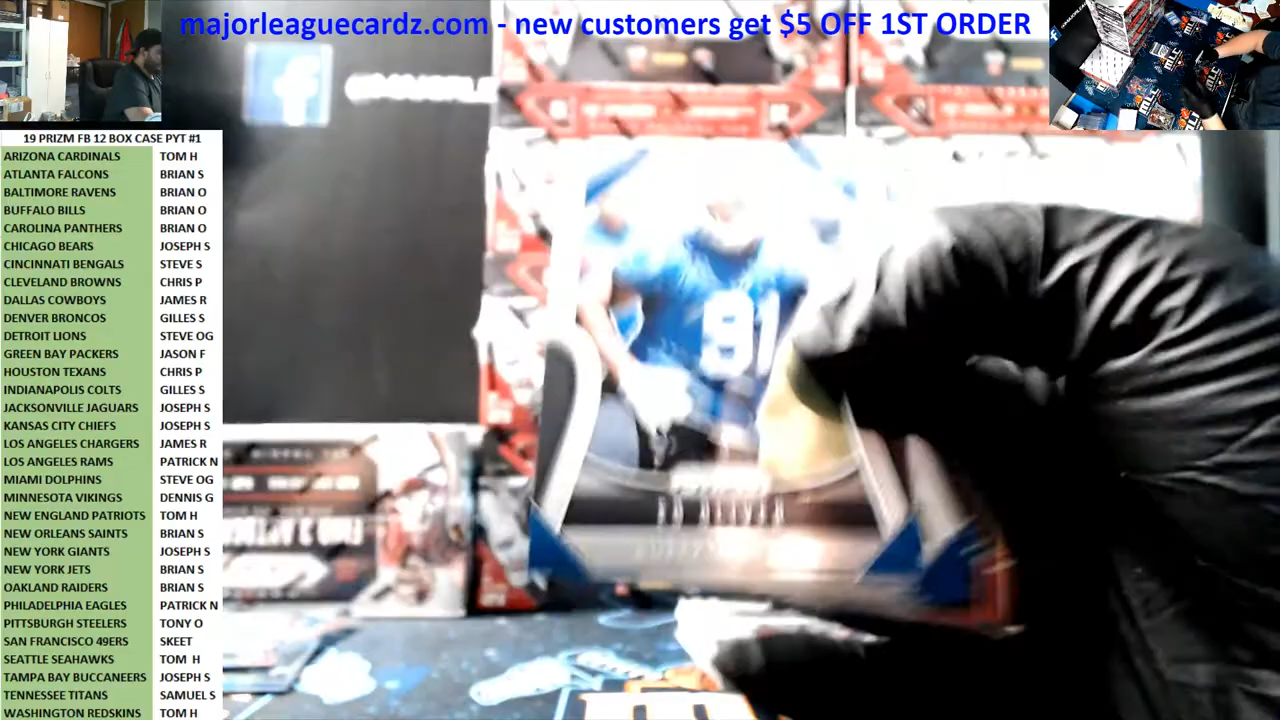 majorleaguecardz.com - new customers get $5 OFF 1ST ORDER
19 PRIZM FB 12 BOX CASE PYT #1
ARIZONA CARDINALS TOM H
ATLANTA FALCONS BRIAN S
BALTIMORE RAVENS BRIAN O
BUFFALO BILLS BRIAN O
CAROLINA PANTHERS BRIAN O
CHICAGO BEARS JOSEPH S
CINCINNATI BENGALS STEVE S
CLEVELAND BROWNS CHRIS P
DALLAS COWBOYS JAMES R
DENVER BRONCOS GILLES S
DETROIT LIONS STEVE OG
GREEN BAY PACKERS JASON F
HOUSTON TEXANS CHRIS P
INDIANAPOLIS COLTS GILLES S
JACKSONVILLE JAGUARS JOSEPH S
KANSAS CITY CHIEFS JOSEPH S
LOS ANGELES CHARGERS JAMES R
LOS ANGELES RAMS PATRICK N
MIAMI DOLPHINS STEVE OG
MINNESOTA VIKINGS DENNIS G
NEW ENGLAND PATRIOTS TOM H
NEW ORLEANS SAINTS BRIAN S
NEW YORK GIANTS JOSEPH S
NEW YORK JETS BRIAN S
OAKLAND RAIDERS BRIAN S
PHILADELPHIA EAGLES PATRICK N
PITTSBURGH STEELERS TONY O
SAN FRANCISCO 49ERS SKEET
SEATTLE SEAHAWKS TOM H
TAMPA BAY BUCCANEERS JOSEPH S
TENNESSEE TITANS SAMUEL S
WASHINGTON REDSKINS TOM H
91
ED OLIVER